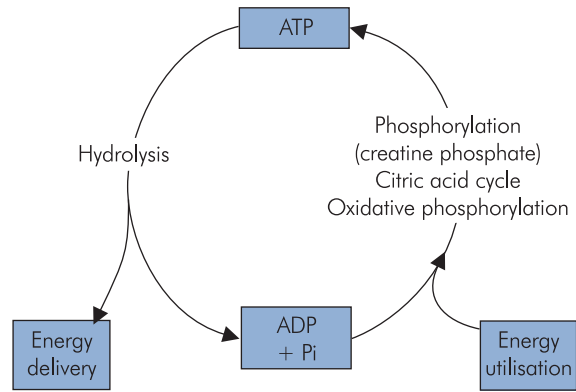 ATP
Hydrolysis
Phosphorylation
(creatine phosphate)
Citric acid cycle
Oxidative phosphorylation
Energy
delivery
ADP
+ Pi
Energy
utilisation